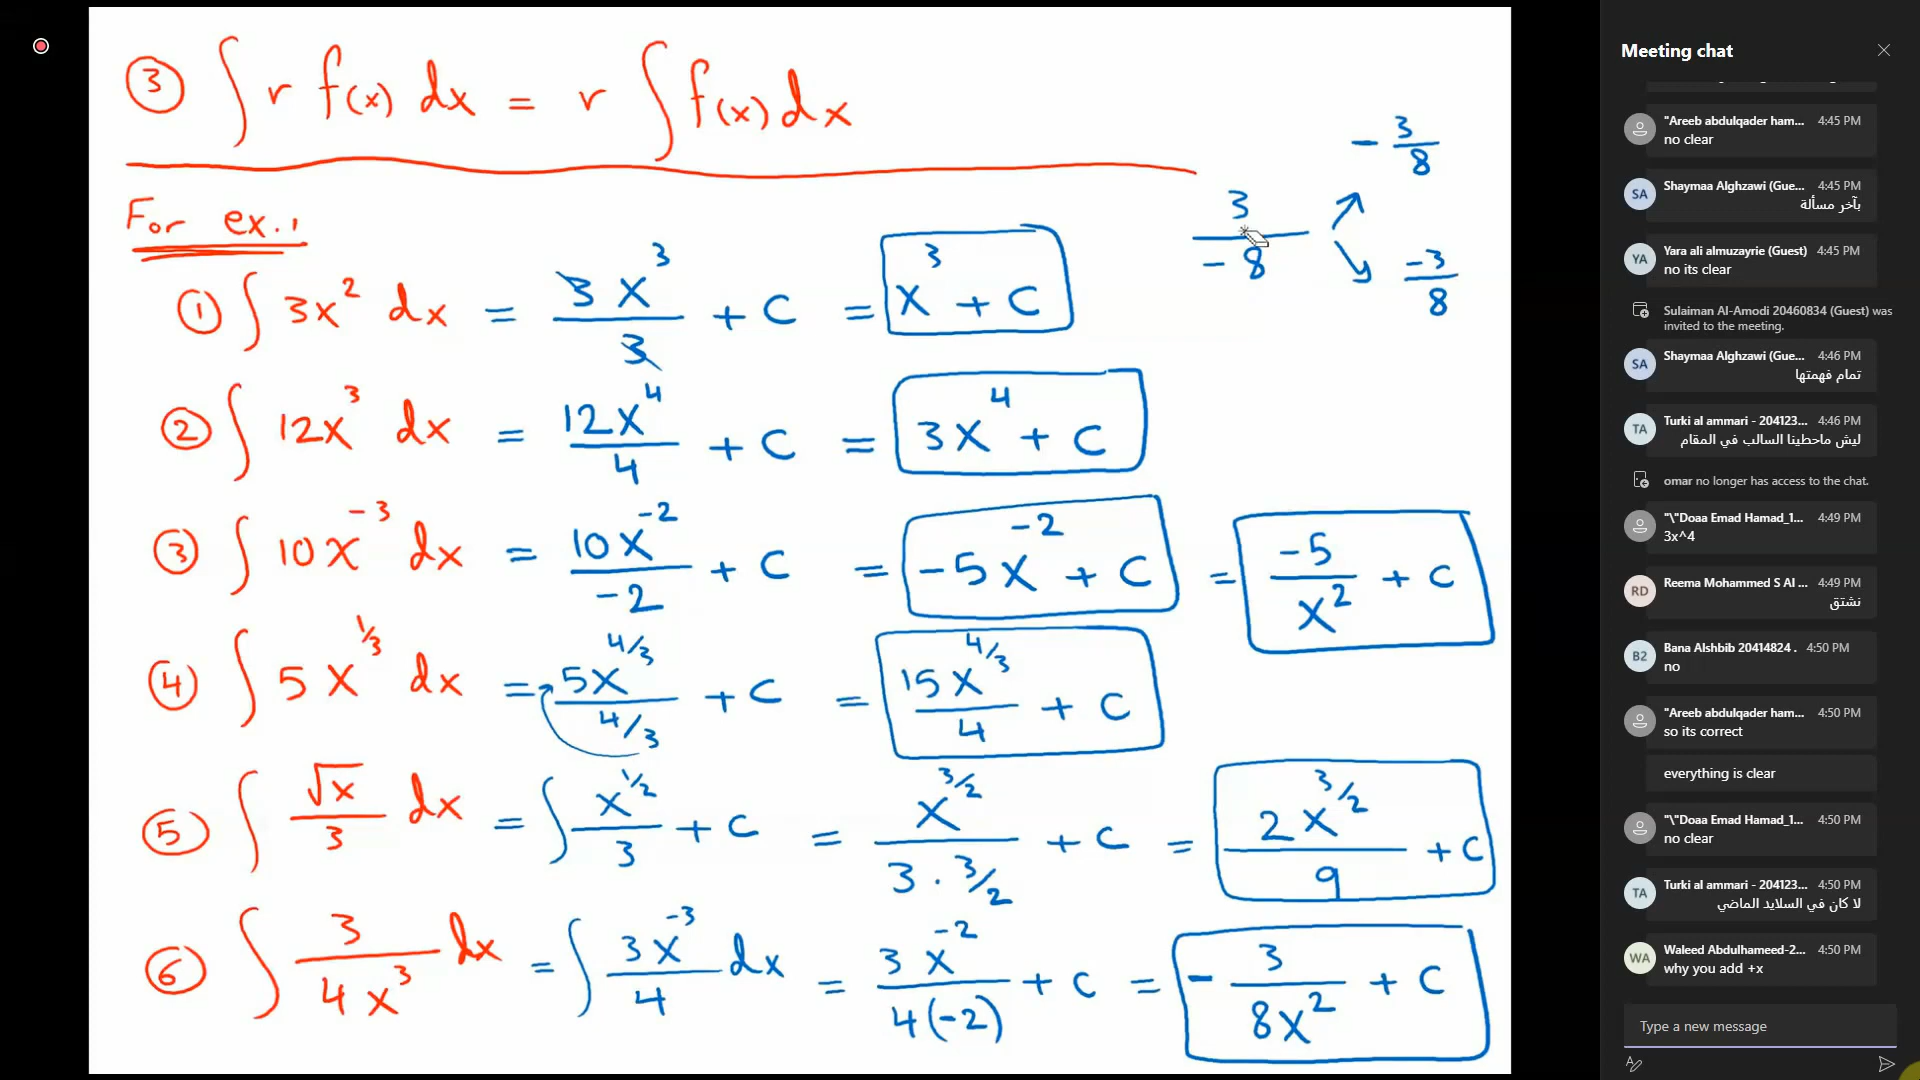 ③ ∫ r f(x) dx = r ∫ f(x) dx
For ex.:
3/-8 ↗ -3/8
↘ -3/8
① ∫ 3x² dx = 3x³/3 + C = x³ + C
② ∫ 12x³ dx = 12x⁴/4 + C = 3x⁴ + C
③ ∫ 10x⁻³ dx = 10x⁻²/-2 + C = -5x⁻² + C = -5/x² + C
④ ∫ 5x^(1/3) dx = 5x^(4/3)/(4/3) + C = 15x^(4/3)/4 + C
⑤ ∫ √x/3 dx = ∫ x^(1/2)/3 + C = x^(3/2)/(3 · 3/2) + C = 2x^(3/2)/9 + C
⑥ ∫ 3/(4x³) dx = ∫ 3x⁻³/4 dx = 3x⁻²/(4(-2)) + C = -3/(8x²) + C
Meeting chat
"Areeb abdulqader ham... 4:45 PM
no clear
SA Shaymaa Alghzawi (Gue... 4:45 PM
بآخر مسألة
YA Yara ali almuzayrie (Guest) 4:45 PM
no its clear
Sulaiman Al-Amodi 20460834 (Guest) was
invited to the meeting.
SA Shaymaa Alghzawi (Gue... 4:46 PM
تمام فهمتها
TA Turki al ammari - 204123... 4:46 PM
ليش ماحطينا السالب في المقام
omar no longer has access to the chat.
"\"Doaa Emad Hamad_1... 4:49 PM
3x^4
RD Reema Mohammed S Al ... 4:49 PM
نشتق
B2 Bana Alshbib 20414824 . 4:50 PM
no
"Areeb abdulqader ham... 4:50 PM
so its correct
everything is clear
"\"Doaa Emad Hamad_1... 4:50 PM
no clear
TA Turki al ammari - 204123... 4:50 PM
لا كان في السلايد الماضي
WA Waleed Abdulhameed-2... 4:50 PM
why you add +x
Type a new message